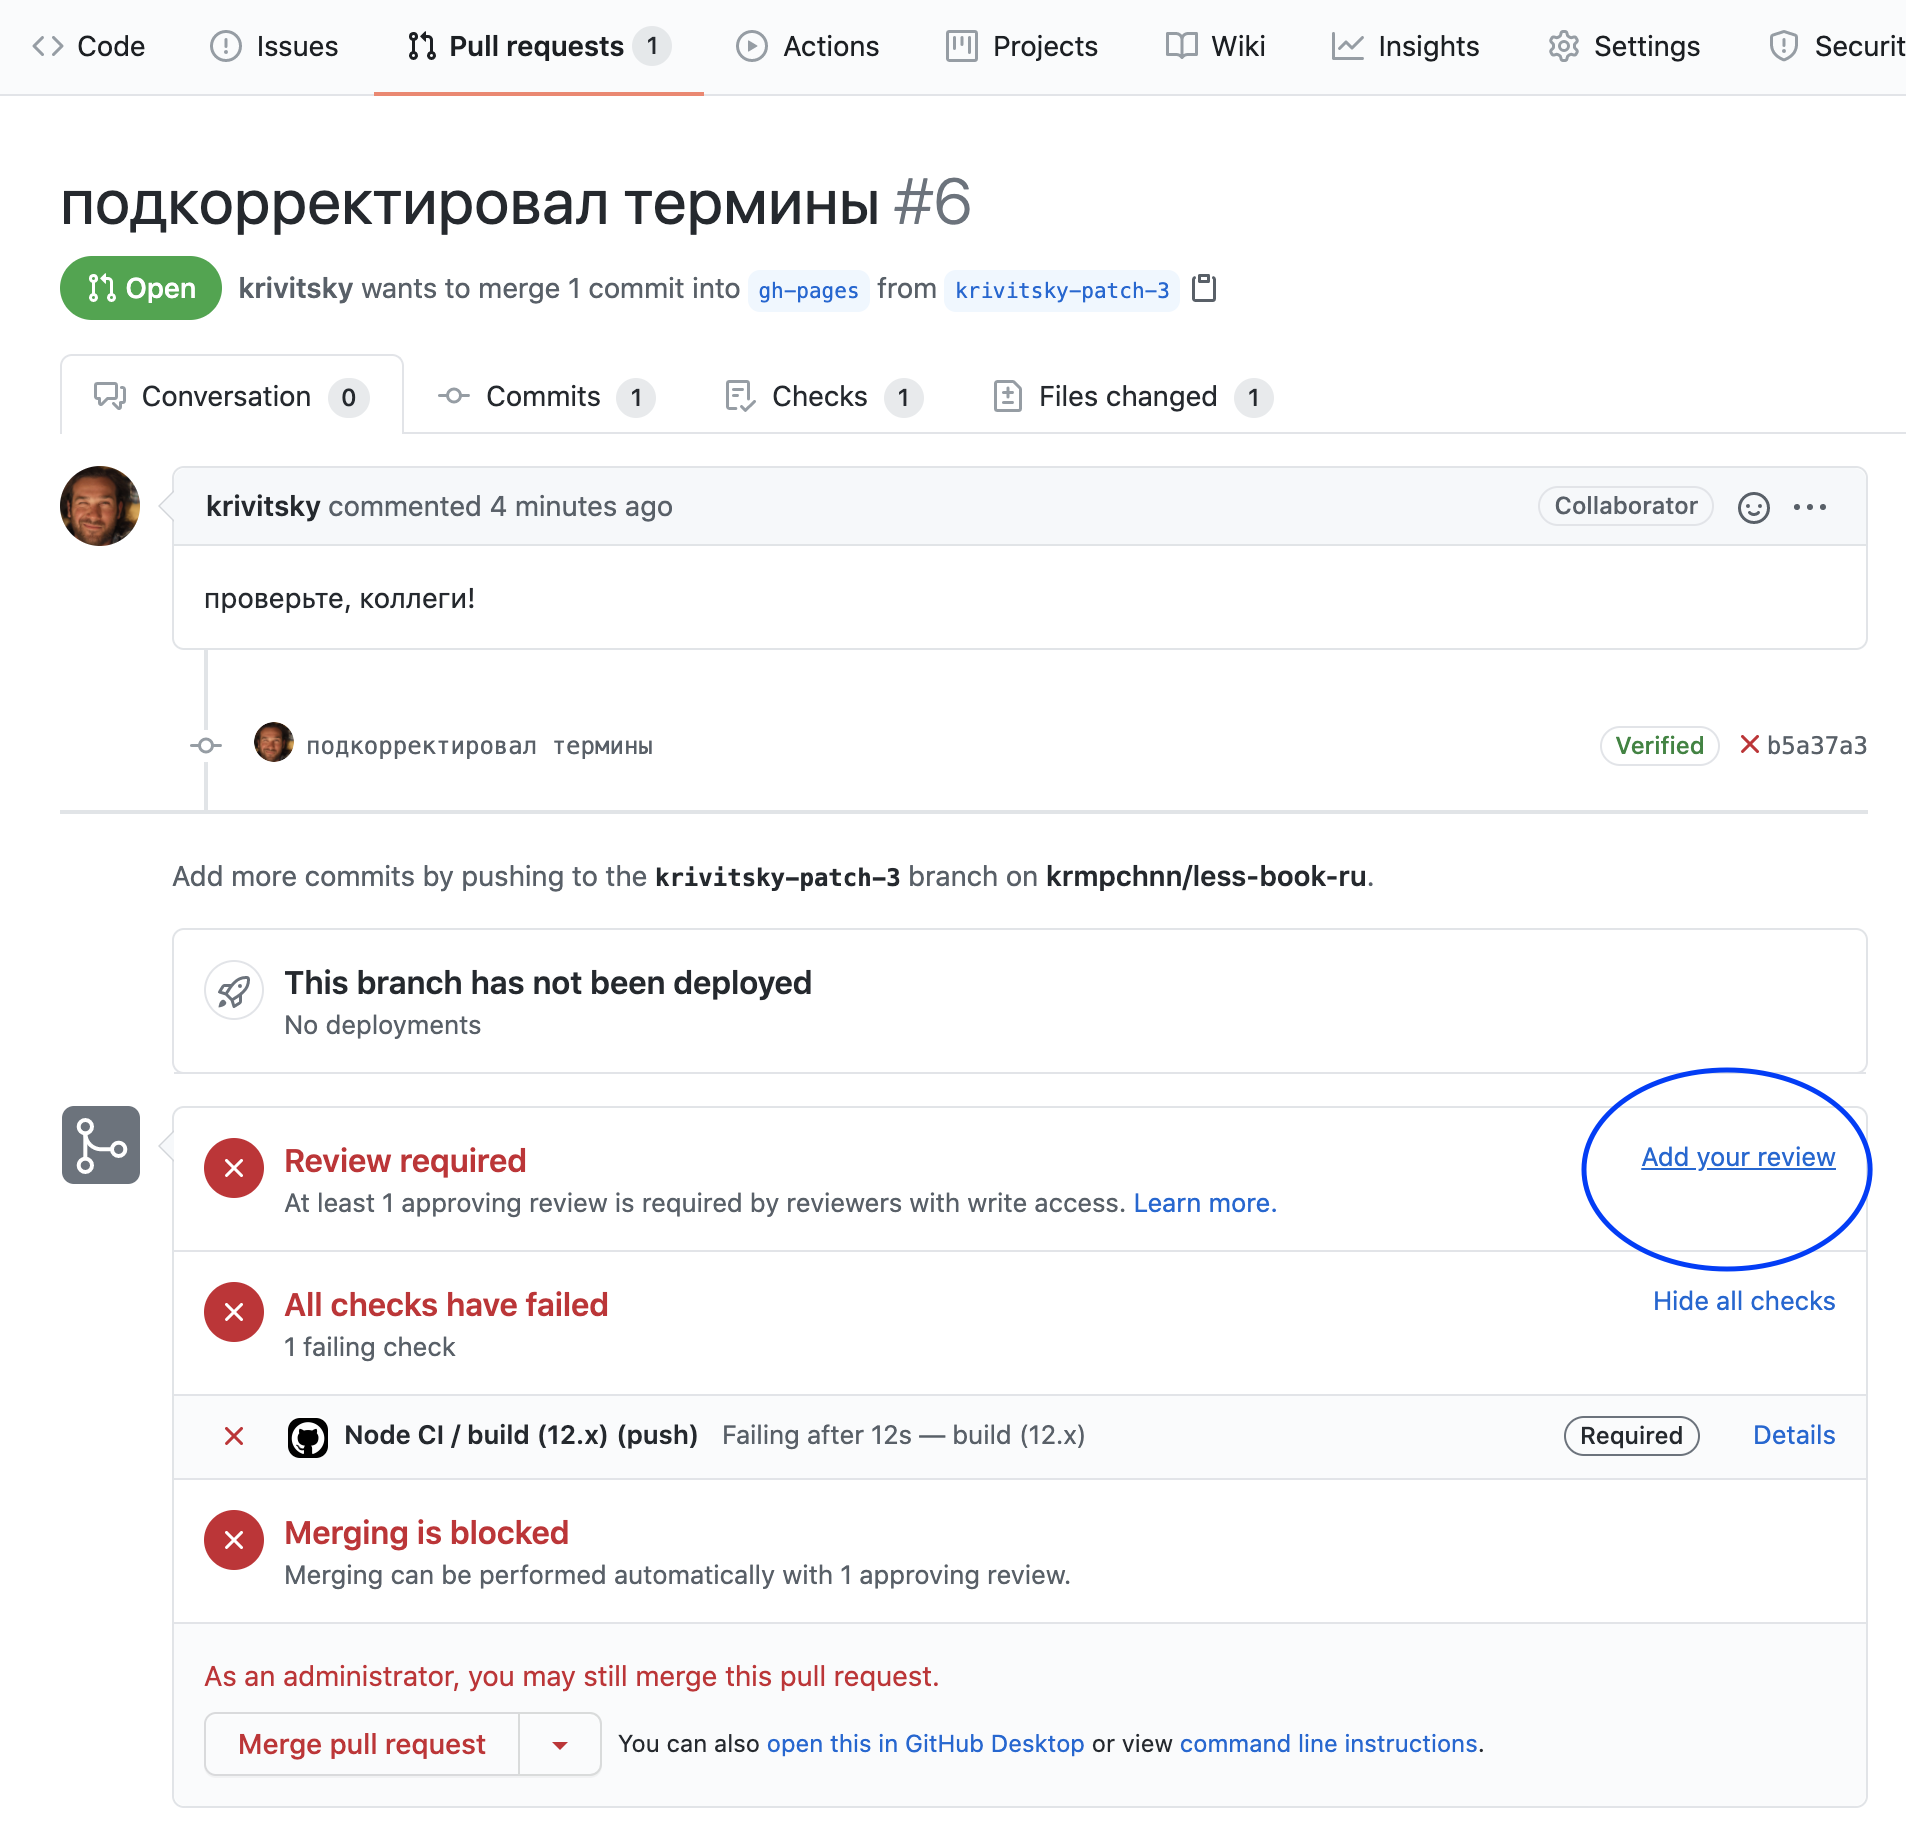 Code Issues Pull requests 1 Actions Projects Wiki Insights Settings Securit
подкорректировал термины #6
Open krivitsky wants to merge 1 commit into gh-pages from krivitsky-patch-3
Conversation 0 Commits 1 Checks 1 Files changed 1
krivitsky commented 4 minutes ago Collaborator
проверьте, коллеги!
подкорректировал термины Verified b5a37a3
Add more commits by pushing to the krivitsky-patch-3 branch on krmpchnn/less-book-ru.
This branch has not been deployed
No deployments
Review required Add your review
At least 1 approving review is required by reviewers with write access. Learn more.
All checks have failed Hide all checks
1 failing check
Node CI / build (12.x) (push) Failing after 12s — build (12.x) Required Details
Merging is blocked
Merging can be performed automatically with 1 approving review.
As an administrator, you may still merge this pull request.
Merge pull request You can also open this in GitHub Desktop or view command line instructions.